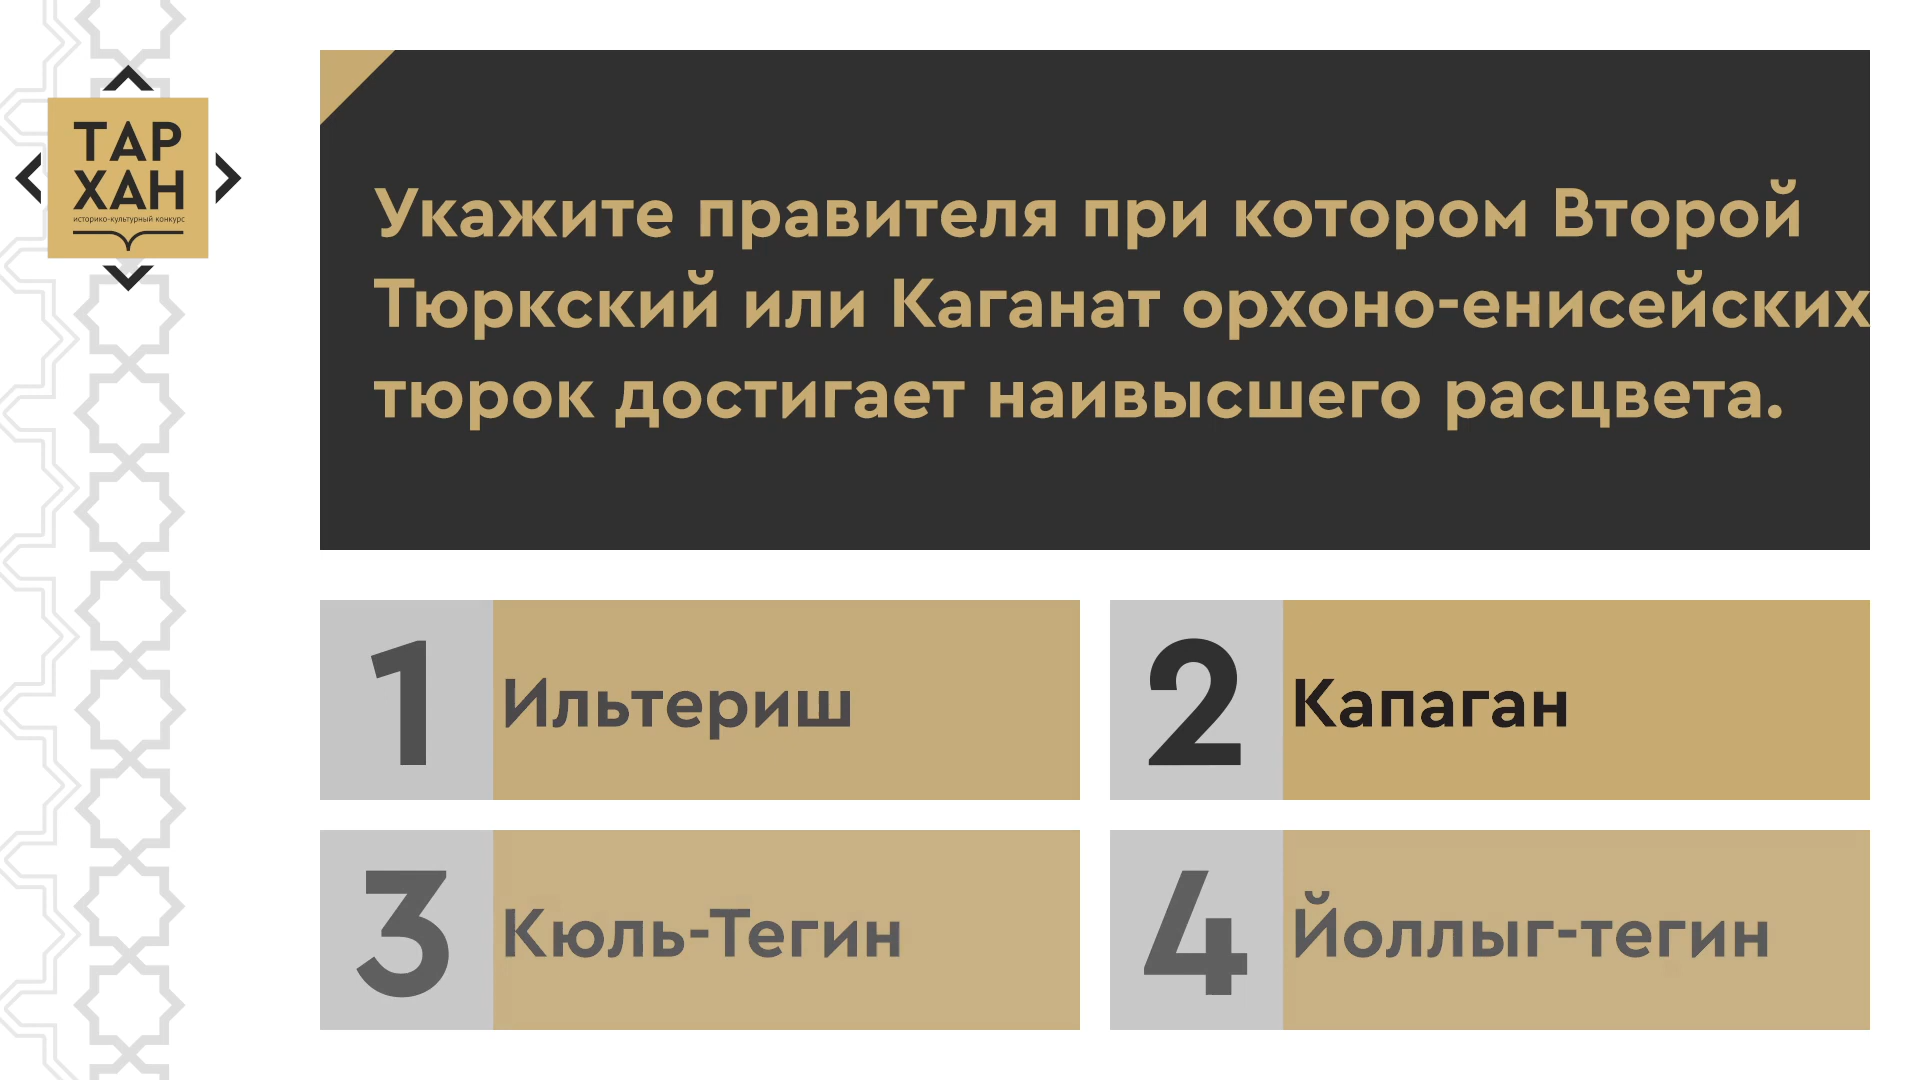 ТАР
ХАН
историко-культурный конкурс
Укажите правителя при котором Второй
Тюркский или Каганат орхоно-енисейских
тюрок достигает наивысшего расцвета.
1 Ильтериш
2 Капаган
3 Кюль-Тегин
4 Йоллыг-тегин